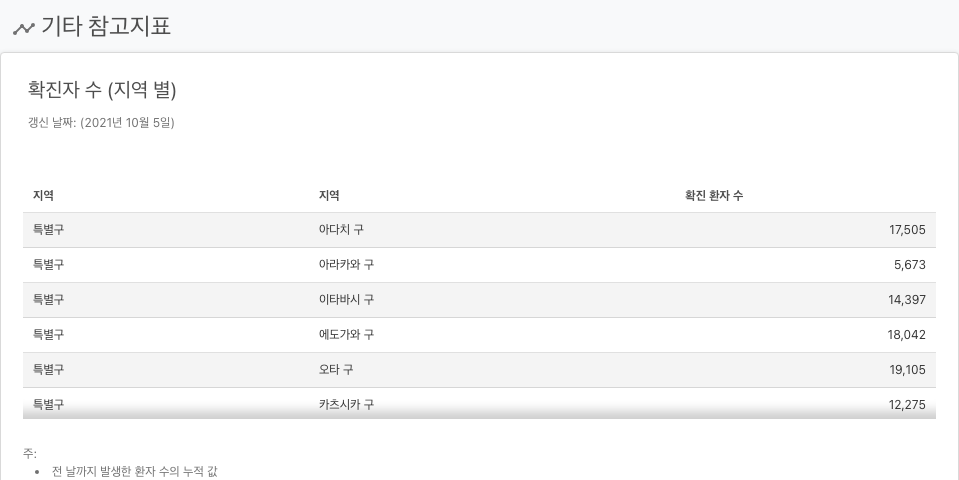 기타 참고지표
확진자 수 (지역 별)
갱신 날짜: (2021년 10월 5일)
지역 지역 확진 환자 수
특별구 아다치 구 17,505
특별구 아라카와 구 5,673
특별구 이타바시 구 14,397
특별구 에도가와 구 18,042
특별구 오타 구 19,105
특별구 카츠시카 구 12,275
주:
• 전 날까지 발생한 환자 수의 누적 값